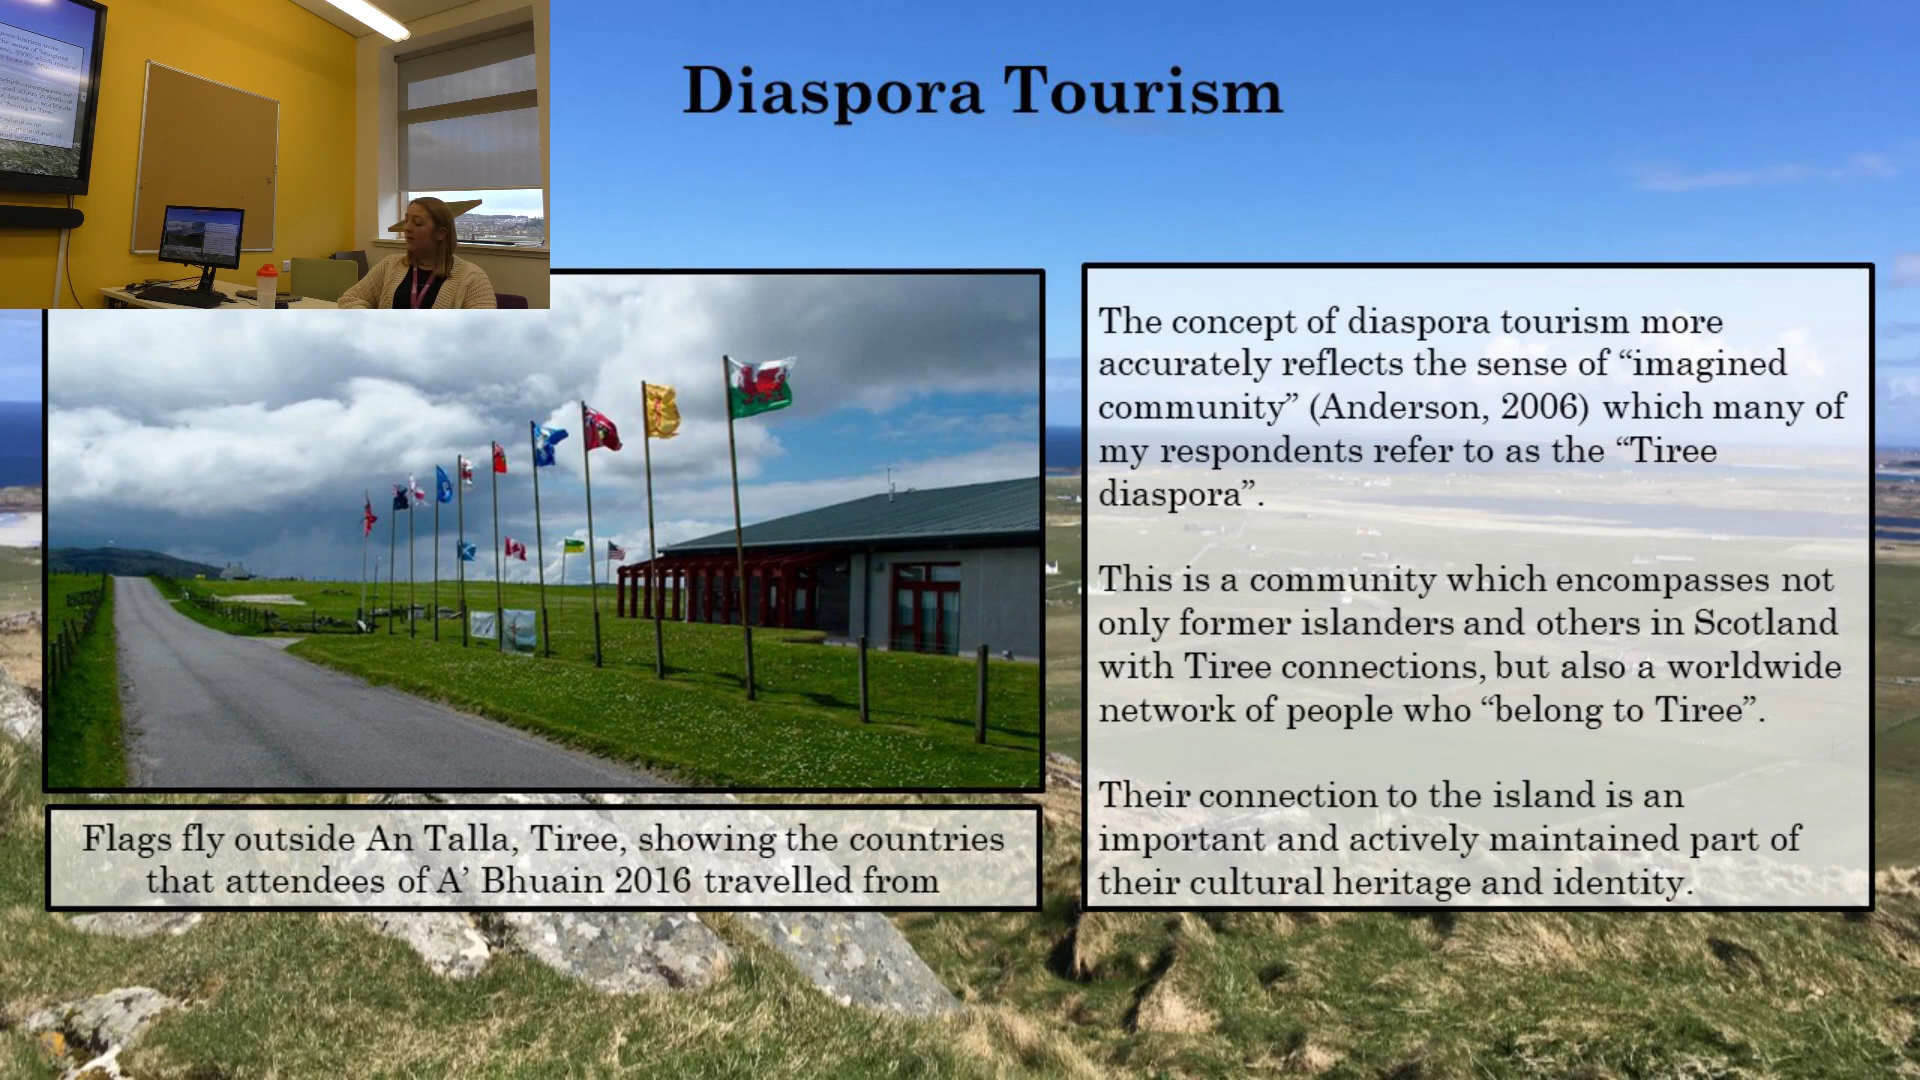 Diaspora Tourism
The concept of diaspora tourism more
accurately reflects the sense of “imagined
community” (Anderson, 2006) which many of
my respondents refer to as the “Tiree
diaspora”.
This is a community which encompasses not
only former islanders and others in Scotland
with Tiree connections, but also a worldwide
network of people who “belong to Tiree”.
Their connection to the island is an
important and actively maintained part of
their cultural heritage and identity.
Flags fly outside An Talla, Tiree, showing the countries
that attendees of A’ Bhuain 2016 travelled from